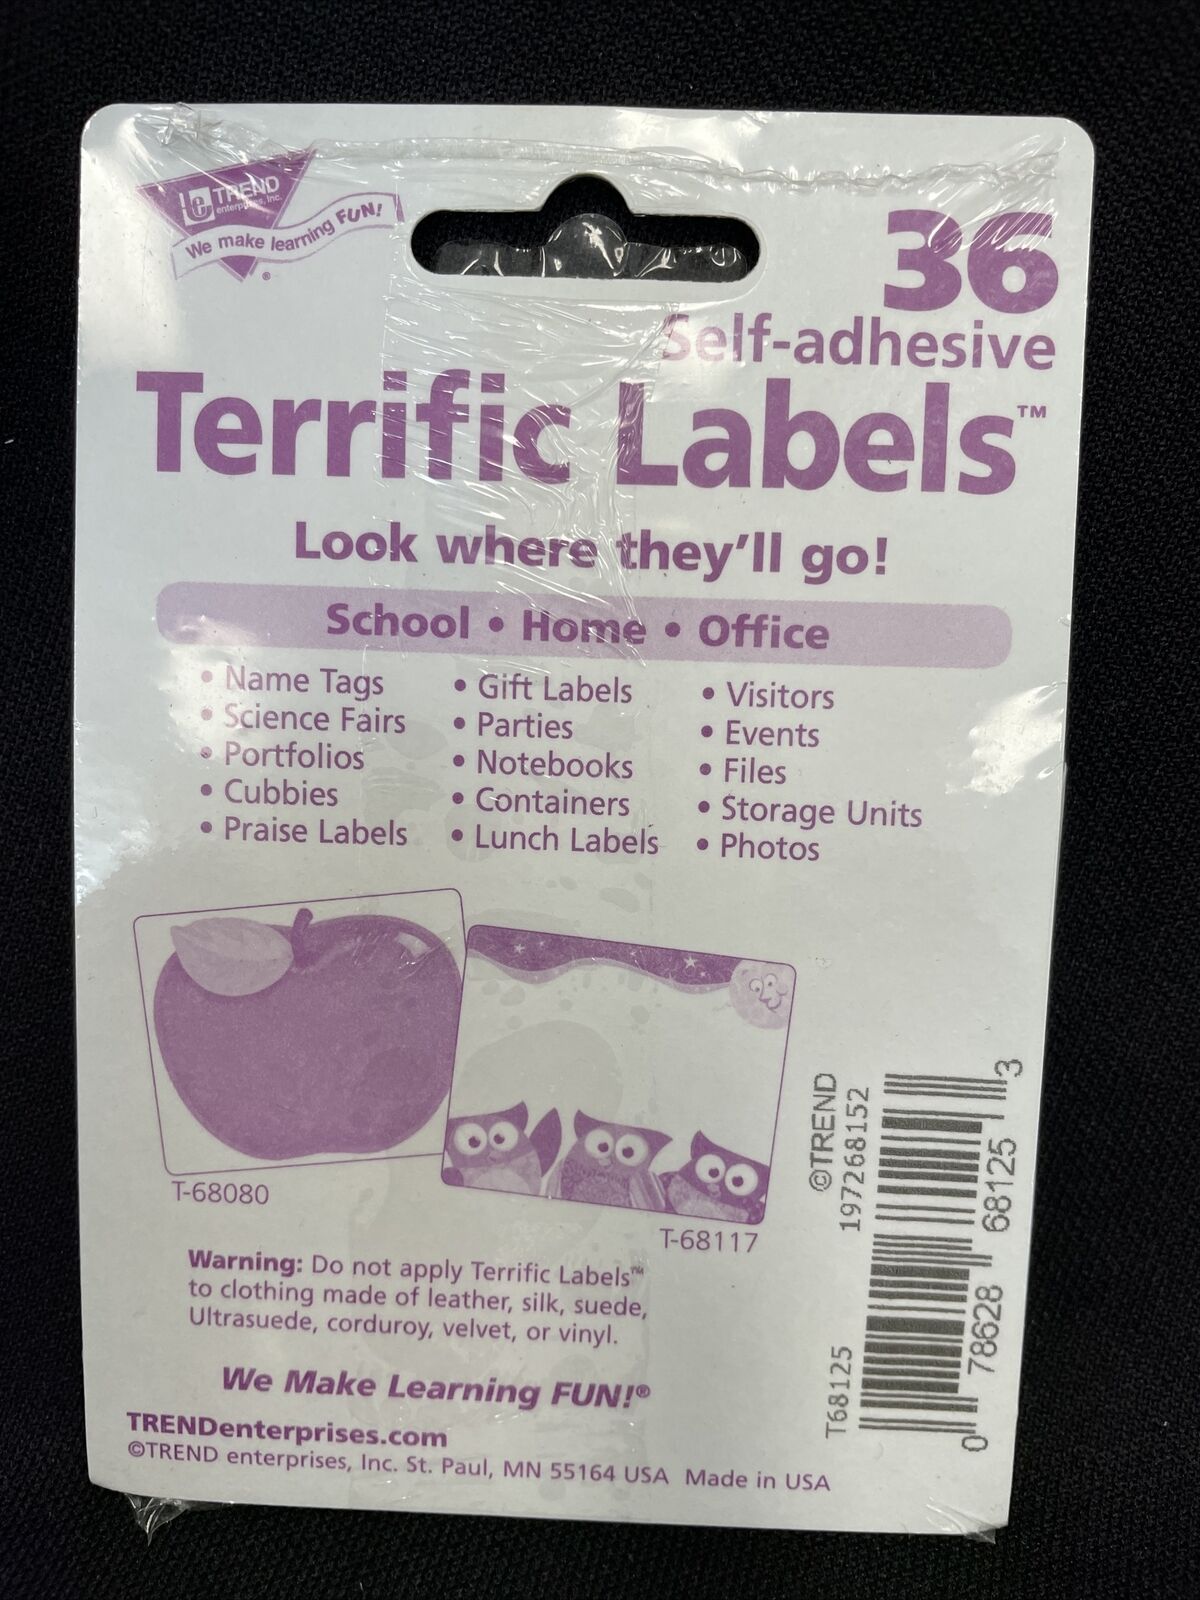 TREND
enterprises, Inc.
We make learning FUN!
®
36
Self-adhesive
Terrific Labels™
Look where they'll go!
School • Home • Office
• Name Tags
• Science Fairs
• Portfolios
• Cubbies
• Praise Labels
• Gift Labels
• Parties
• Notebooks
• Containers
• Lunch Labels
• Visitors
• Events
• Files
• Storage Units
• Photos
T-68080
T-68117
Warning: Do not apply Terrific Labels™
to clothing made of leather, silk, suede,
Ultrasuede, corduroy, velvet, or vinyl.
We Make Learning FUN!®
TRENDenterprises.com
©TREND enterprises, Inc. St. Paul, MN 55164 USA Made in USA
©TREND
197268152
T68125
0 78628 68125 3